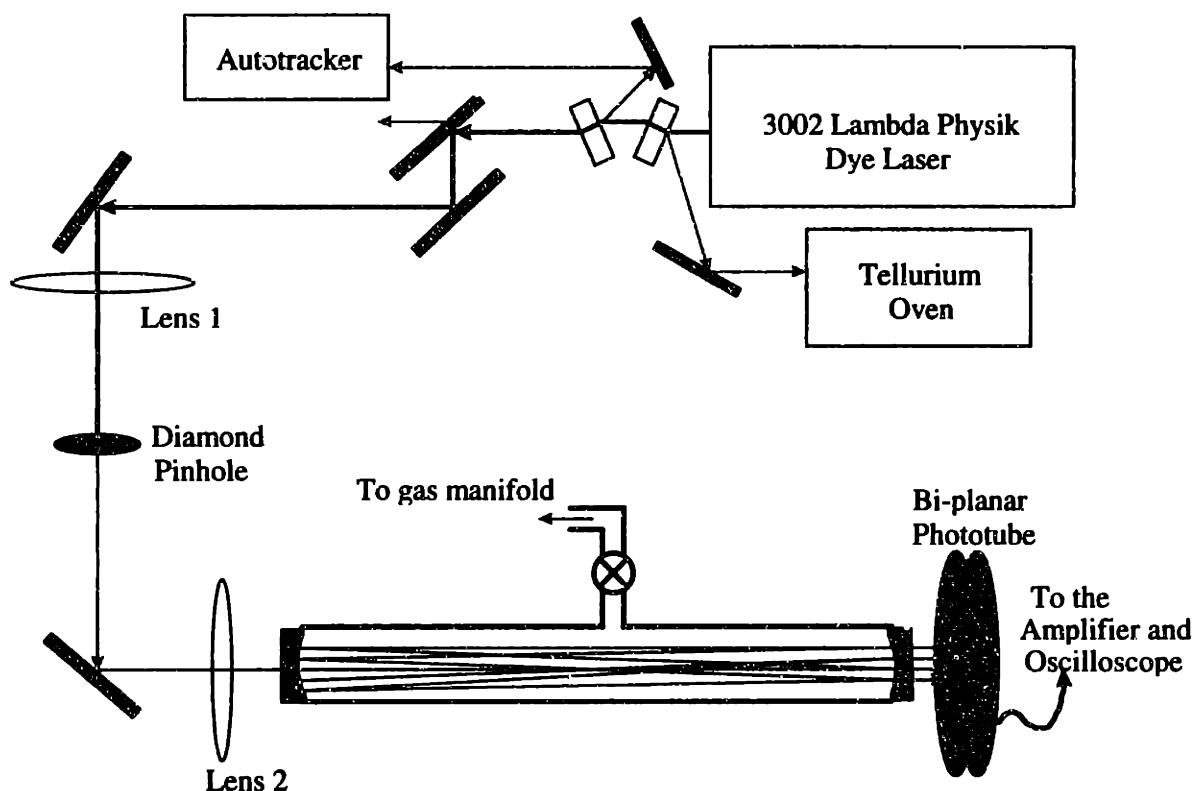 Autotracker
3002 Lambda Physik
Dye Laser
Tellurium
Oven
Lens 1
Diamond
Pinhole
To gas manifold
Bi-planar
Phototube
To the
Amplifier and
Oscilloscope
Lens 2